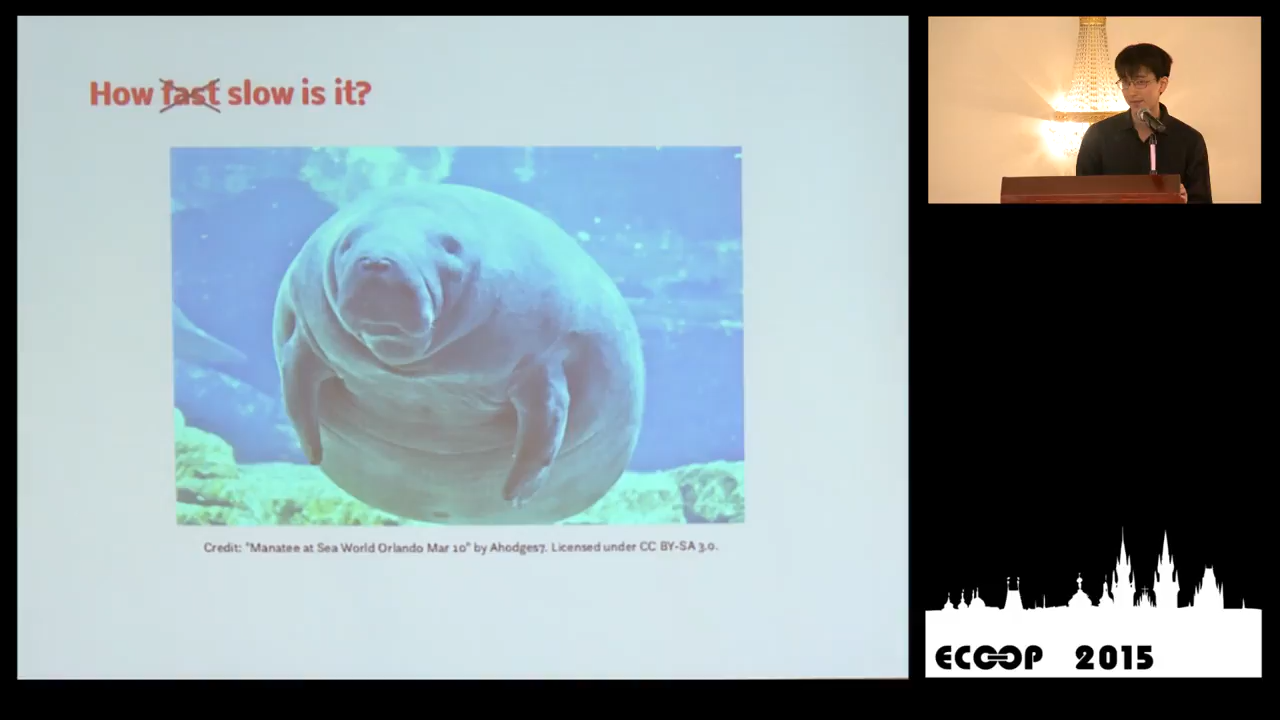 How fast slow is it?
Credit: "Manatee at Sea World Orlando Mar 10" by Ahodges7. Licensed under CC BY-SA 3.0.
ECOOP 2015